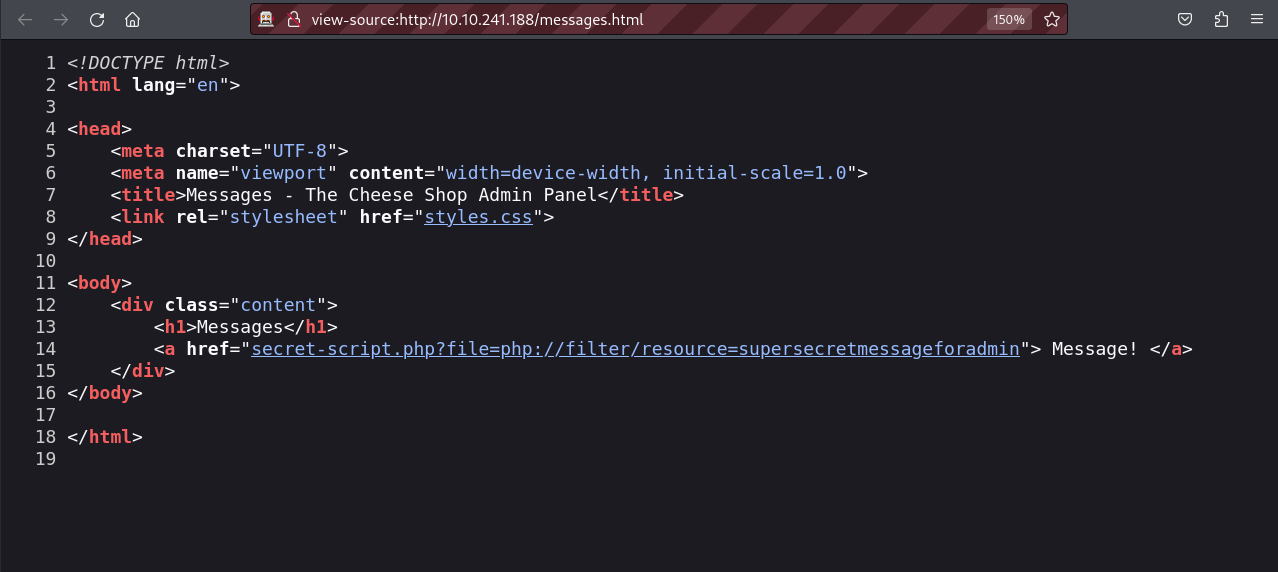 view-source:http://10.10.241.188/messages.html 150%
1 <!DOCTYPE html>
2 <html lang="en">
3
4 <head>
5     <meta charset="UTF-8">
6     <meta name="viewport" content="width=device-width, initial-scale=1.0">
7     <title>Messages - The Cheese Shop Admin Panel</title>
8     <link rel="stylesheet" href="styles.css">
9 </head>
10
11 <body>
12     <div class="content">
13         <h1>Messages</h1>
14         <a href="secret-script.php?file=php://filter/resource=supersecretmessageforadmin"> Message! </a>
15     </div>
16 </body>
17
18 </html>
19